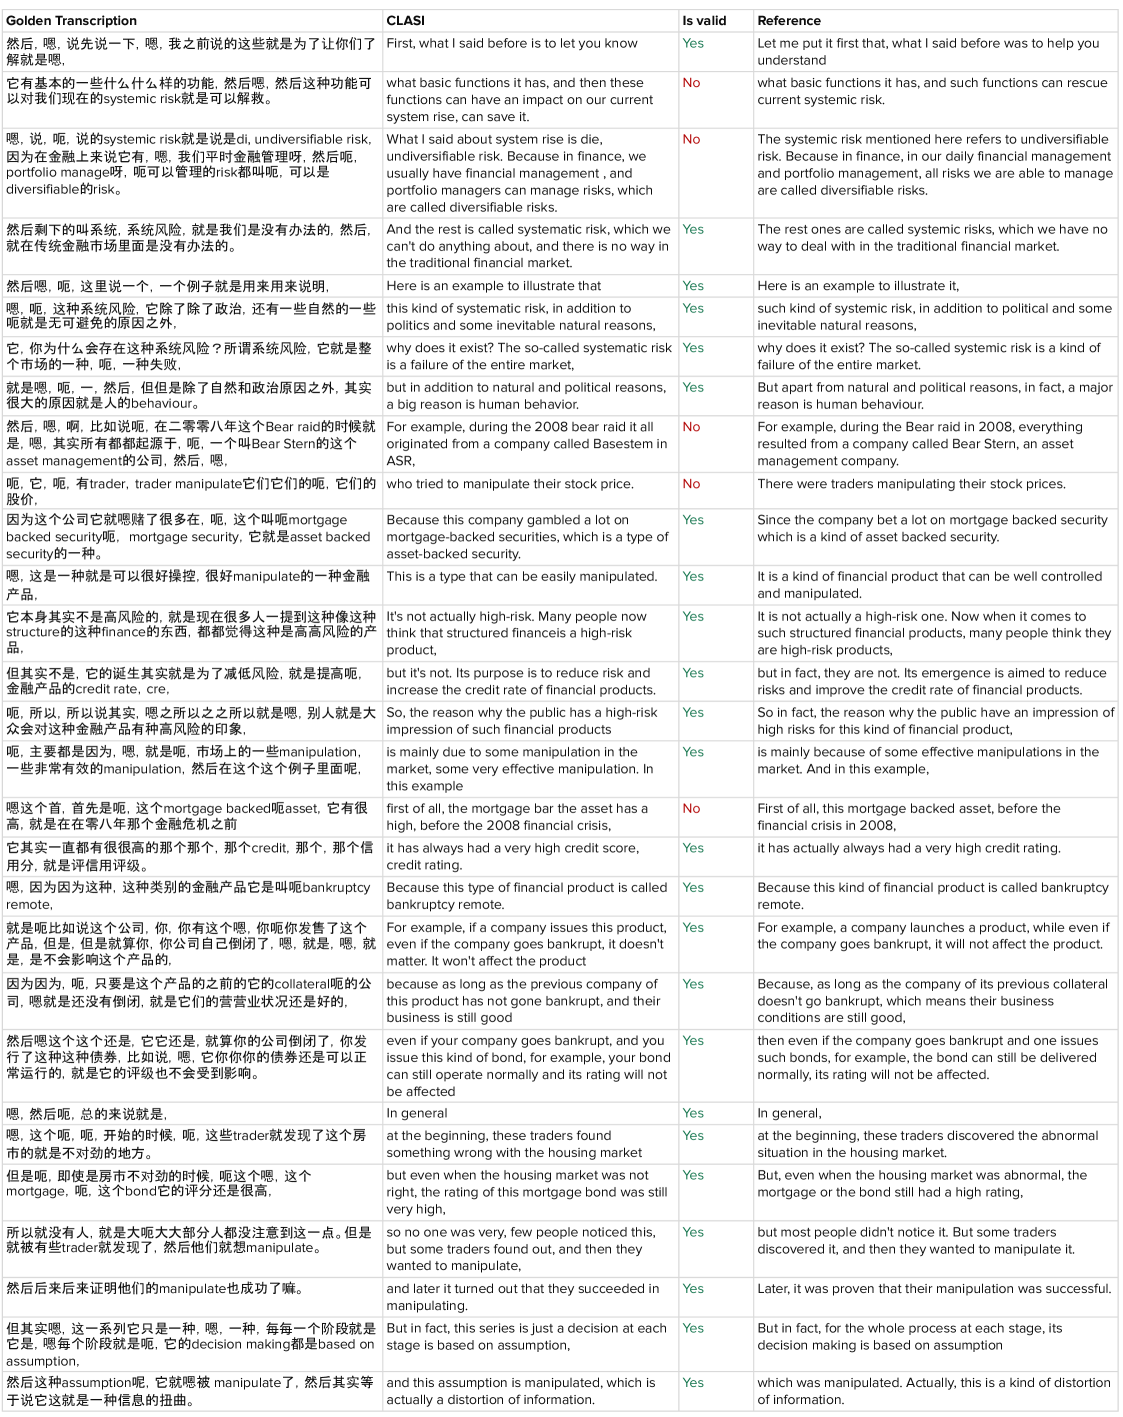 Golden Transcription CLASI Is valid Reference
然后, 嗯, 说先说一下, 嗯, 我之前说的这些就是为了让你们了
解就是嗯,
First, what I said before is to let you know
Yes
Let me put it first that, what I said before was to help you
understand
它有基本的一些什么什么样的功能, 然后嗯, 然后这种功能可
以对我们现在的systemic risk就是可以解救。
what basic functions it has, and then these
functions can have an impact on our current
system rise, can save it.
No
what basic functions it has, and such functions can rescue
current systemic risk.
嗯, 说, 呃, 说的systemic risk就是说是di, undiversifiable risk,
因为在金融上来说它有, 嗯, 我们平时金融管理呀, 然后呃,
portfolio manage呀, 呃可以管理的risk都叫呃, 可以是
diversifiable的risk。
What I said about system rise is die,
undiversifiable risk. Because in finance, we
usually have financial management , and
portfolio managers can manage risks, which
are called diversifiable risks.
No
The systemic risk mentioned here refers to undiversifiable
risk. Because in finance, in our daily financial management
and portfolio management, all risks we are able to manage
are called diversifiable risks.
然后剩下的叫系统, 系统风险, 就是我们是没有办法的, 然后,
就在传统金融市场里面是没有办法的。
And the rest is called systematic risk, which we
can't do anything about, and there is no way in
the traditional financial market.
Yes
The rest ones are called systemic risks, which we have no
way to deal with in the traditional financial market.
然后嗯, 呃, 这里说一个, 一个例子就是用来用来说明,
Here is an example to illustrate that
Yes
Here is an example to illustrate it,
嗯, 呃, 这种系统风险, 它除了除了政治, 还有一些自然的一些
呃就是无可避免的原因之外,
this kind of systematic risk, in addition to
politics and some inevitable natural reasons,
Yes
such kind of systemic risk, in addition to political and some
inevitable natural reasons,
它, 你为什么会存在这种系统风险？所谓系统风险, 它就是整
个市场的一种, 呃, 一种失败,
why does it exist? The so-called systematic risk
is a failure of the entire market,
Yes
why does it exist? The so-called systemic risk is a kind of
failure of the entire market.
就是嗯, 呃, 一, 然后, 但但是除了自然和政治原因之外, 其实
很大的原因就是人的behaviour。
but in addition to natural and political reasons,
a big reason is human behavior.
Yes
But apart from natural and political reasons, in fact, a major
reason is human behaviour.
然后, 嗯, 啊, 比如说呃, 在二零零八年这个Bear raid的时候就
是, 嗯, 其实所有都都起源于, 呃, 一个叫Bear Stern的这个
asset management的公司, 然后, 嗯,
For example, during the 2008 bear raid it all
originated from a company called Basestem in
ASR,
No
For example, during the Bear raid in 2008, everything
resulted from a company called Bear Stern, an asset
management company.
呃, 它, 呃, 有trader, trader manipulate它们它们的呃, 它们的
股价,
who tried to manipulate their stock price.
No
There were traders manipulating their stock prices.
因为这个公司它就嗯赌了很多在, 呃, 这个叫呃mortgage
backed security呃, mortgage security, 它就是asset backed
security的一种。
Because this company gambled a lot on
mortgage-backed securities, which is a type of
asset-backed security.
Yes
Since the company bet a lot on mortgage backed security
which is a kind of asset backed security.
嗯, 这是一种就是可以很好操控, 很好manipulate的一种金融
产品,
This is a type that can be easily manipulated.
Yes
It is a kind of financial product that can be well controlled
and manipulated.
它本身其实不是高风险的, 就是现在很多人一提到这种像这种
structure的这种finance的东西, 都都觉得这种是高高风险的产
品,
It's not actually high-risk. Many people now
think that structured financeis a high-risk
product,
Yes
It is not actually a high-risk one. Now when it comes to
such structured financial products, many people think they
are high-risk products,
但其实不是, 它的诞生其实就是为了减低风险, 就是提高呃,
金融产品的credit rate, cre,
but it's not. Its purpose is to reduce risk and
increase the credit rate of financial products.
Yes
but in fact, they are not. Its emergence is aimed to reduce
risks and improve the credit rate of financial products.
呃, 所以, 所以说其实, 嗯之所以之之所以就是嗯, 别人就是大
众会对这种金融产品有种高风险的印象,
So, the reason why the public has a high-risk
impression of such financial products
Yes
So in fact, the reason why the public have an impression of
high risks for this kind of financial product,
呃, 主要都是因为, 嗯, 就是呃, 市场上的一些manipulation,
一些非常有效的manipulation, 然后在这个这个例子里面呢,
is mainly due to some manipulation in the
market, some very effective manipulation. In
this example
Yes
is mainly because of some effective manipulations in the
market. And in this example,
嗯这个首, 首先是呃, 这个mortgage backed呃asset, 它有很
高, 就是在在零八年那个金融危机之前
first of all, the mortgage bar the asset has a
high, before the 2008 financial crisis,
No
First of all, this mortgage backed asset, before the
financial crisis in 2008,
它其实一直都有很很高的那个那个, 那个credit, 那个, 那个信
用分, 就是评信用评级。
it has always had a very high credit score,
credit rating.
Yes
it has actually always had a very high credit rating.
嗯, 因为因为这种, 这种类别的金融产品它是叫呃bankruptcy
remote,
Because this type of financial product is called
bankruptcy remote.
Yes
Because this kind of financial product is called bankruptcy
remote.
就是呃比如说这个公司, 你, 你有这个嗯, 你呃你发售了这个
产品, 但是, 但是就算你, 你公司自己倒闭了, 嗯, 就是, 嗯, 就
是, 是不会影响这个产品的,
For example, if a company issues this product,
even if the company goes bankrupt, it doesn't
matter. It won't affect the product
Yes
For example, a company launches a product, while even if
the company goes bankrupt, it will not affect the product.
因为因为, 呃, 只要是这个产品的之前的它的collateral呃的公
司, 嗯就是还没有倒闭, 就是它们的营营业状况还是好的,
because as long as the previous company of
this product has not gone bankrupt, and their
business is still good
Yes
Because, as long as the company of its previous collateral
doesn't go bankrupt, which means their business
conditions are still good,
然后嗯这个这个还是, 它它还是, 就算你的公司倒闭了, 你发
行了这种这种债券, 比如说, 嗯, 它你你你的债券还是可以正
常运行的, 就是它的评级也不会受到影响。
even if your company goes bankrupt, and you
issue this kind of bond, for example, your bond
can still operate normally and its rating will not
be affected
Yes
then even if the company goes bankrupt and one issues
such bonds, for example, the bond can still be delivered
normally, its rating will not be affected.
嗯, 然后呃, 总的来说就是,
In general
Yes
In general,
嗯, 这个呃, 呃, 开始的时候, 呃, 这些trader就发现了这个房
市的就是不对劲的地方。
at the beginning, these traders found
something wrong with the housing market
Yes
at the beginning, these traders discovered the abnormal
situation in the housing market.
但是呃, 即使是房市不对劲的时候, 呃这个嗯, 这个
mortgage, 呃, 这个bond它的评分还是很高,
but even when the housing market was not
right, the rating of this mortgage bond was still
very high,
Yes
But, even when the housing market was abnormal, the
mortgage or the bond still had a high rating,
所以就没有人, 就是大呃大大部分人都没注意到这一点。但是
就被有些trader就发现了, 然后他们就想manipulate。
so no one was very, few people noticed this,
but some traders found out, and then they
wanted to manipulate,
Yes
but most people didn't notice it. But some traders
discovered it, and then they wanted to manipulate it.
然后后来后来证明他们的manipulate也成功了嘛。
and later it turned out that they succeeded in
manipulating.
Yes
Later, it was proven that their manipulation was successful.
但其实嗯, 这一系列它只是一种, 嗯, 一种, 每每一个阶段就是
它是, 嗯每个阶段就是呃, 它的decision making都是based on
assumption,
But in fact, this series is just a decision at each
stage is based on assumption,
Yes
But in fact, for the whole process at each stage, its
decision making is based on assumption
然后这种assumption呢, 它就嗯被 manipulate了, 然后其实等
于说它这就是一种信息的扭曲。
and this assumption is manipulated, which is
actually a distortion of information.
Yes
which was manipulated. Actually, this is a kind of distortion
of information.